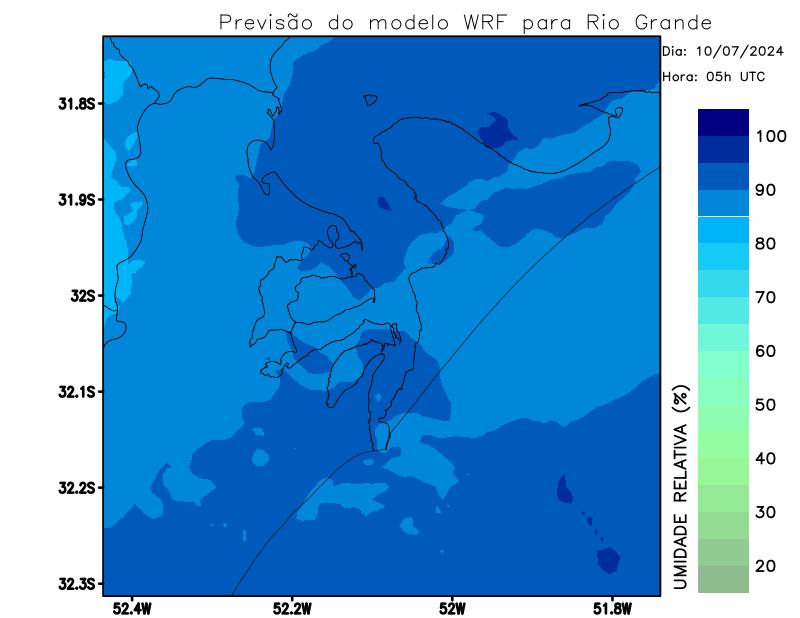 Previsão do modelo WRF para Rio Grande
Dia: 10/07/2024
Hora: 05h UTC
31.8S
31.9S
32S
32.1S
32.2S
32.3S
52.4W
52.2W
52W
51.8W
100
90
80
70
60
50
40
30
20
UMIDADE RELATIVA (%)